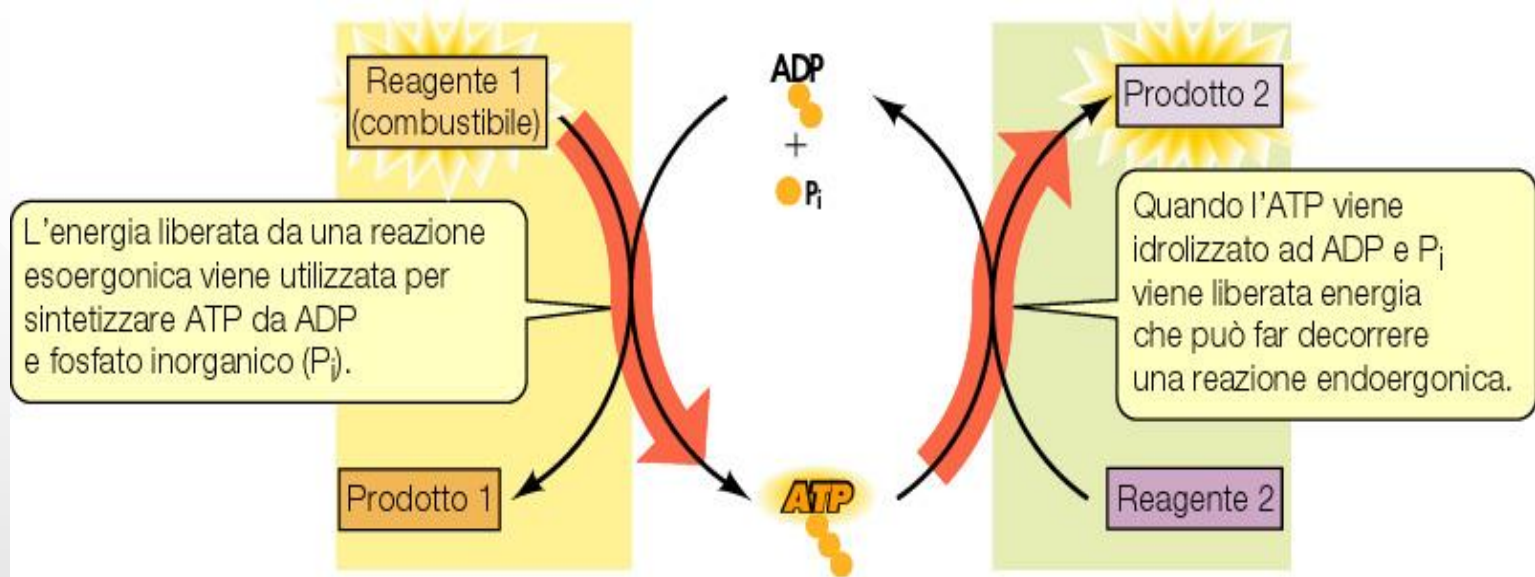 Reagente 1
(combustibile)
L'energia liberata da una reazione
esoergonica viene utilizzata per
sintetizzare ATP da ADP
e fosfato inorganico (Pi).
Prodotto 1
ADP
+
Pi
ATP
Prodotto 2
Quando l'ATP viene
idrolizzato ad ADP e Pi
viene liberata energia
che può far decorrere
una reazione endoergonica.
Reagente 2